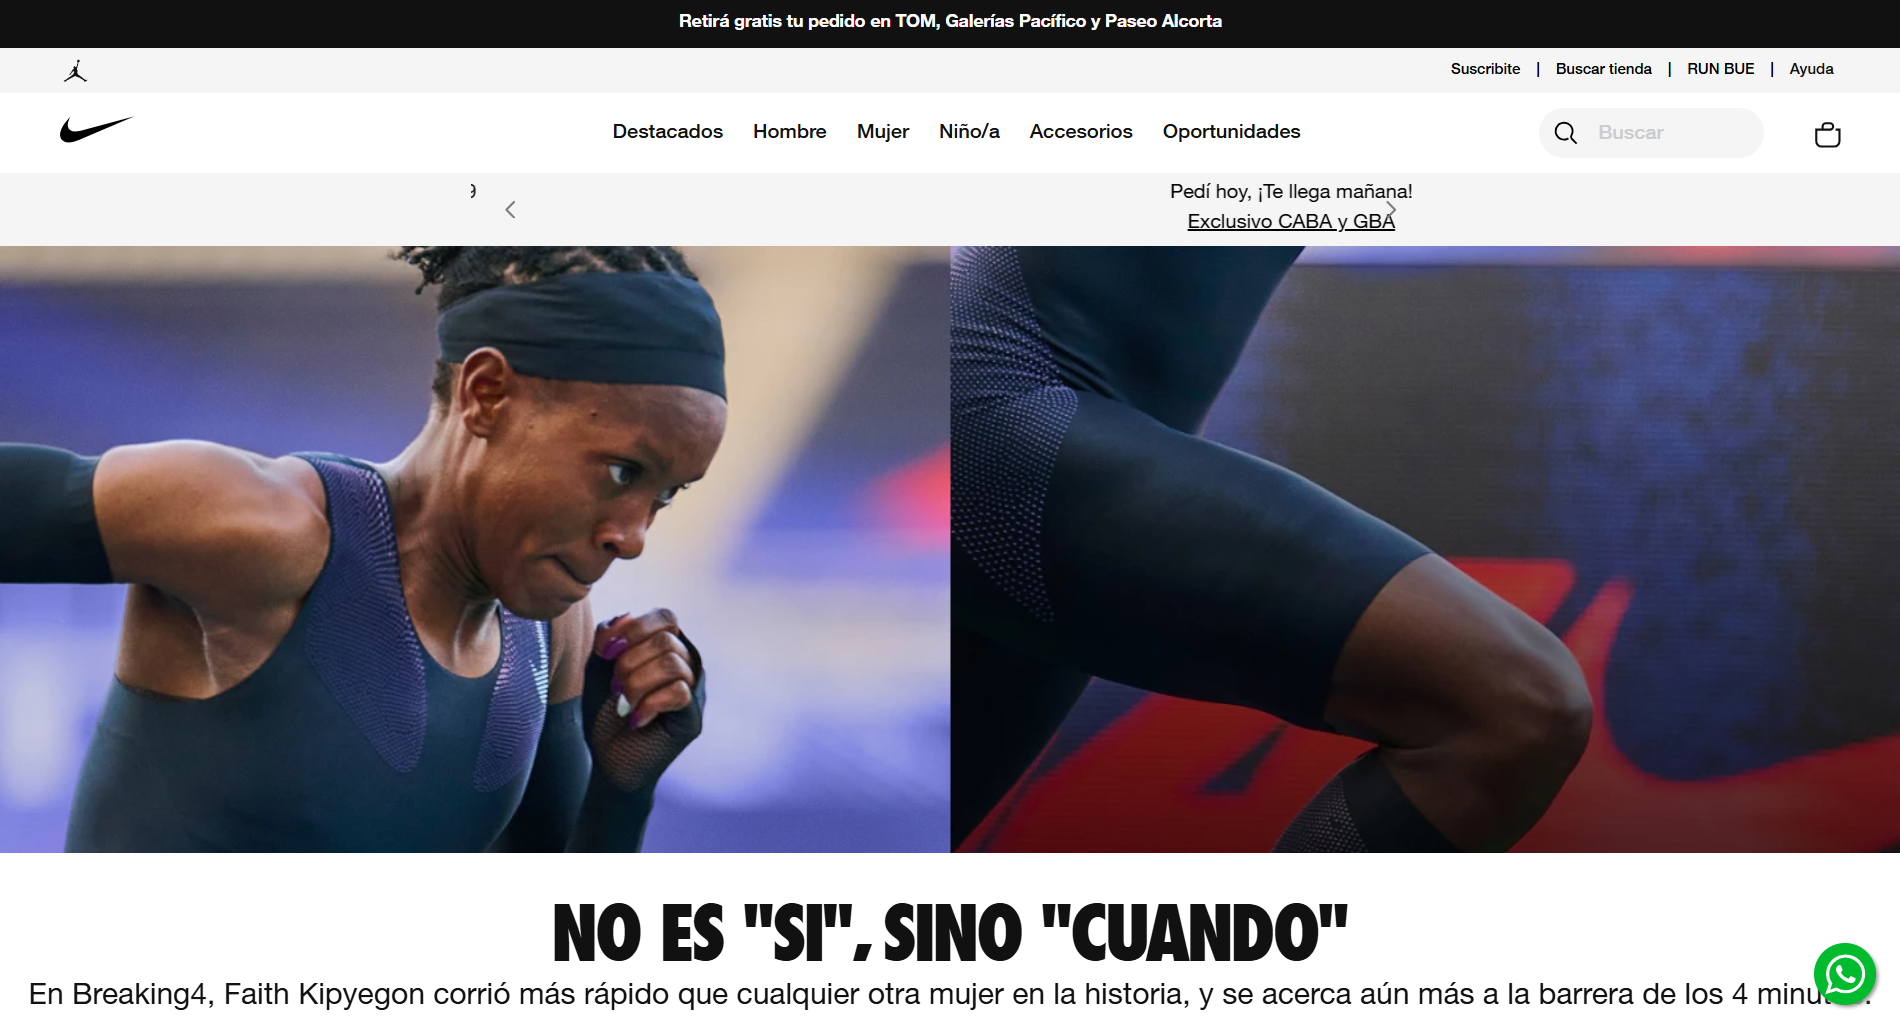 Retirá gratis tu pedido en TOM, Galerías Pacífico y Paseo Alcorta
Suscribite | Buscar tienda | RUN BUE | Ayuda
Destacados Hombre Mujer Niño/a Accesorios Oportunidades
Buscar
Pedí hoy, ¡Te llega mañana!
Exclusivo CABA y GBA
NO ES "SI", SINO "CUANDO"
En Breaking4, Faith Kipyegon corrió más rápido que cualquier otra mujer en la historia, y se acerca aún más a la barrera de los 4